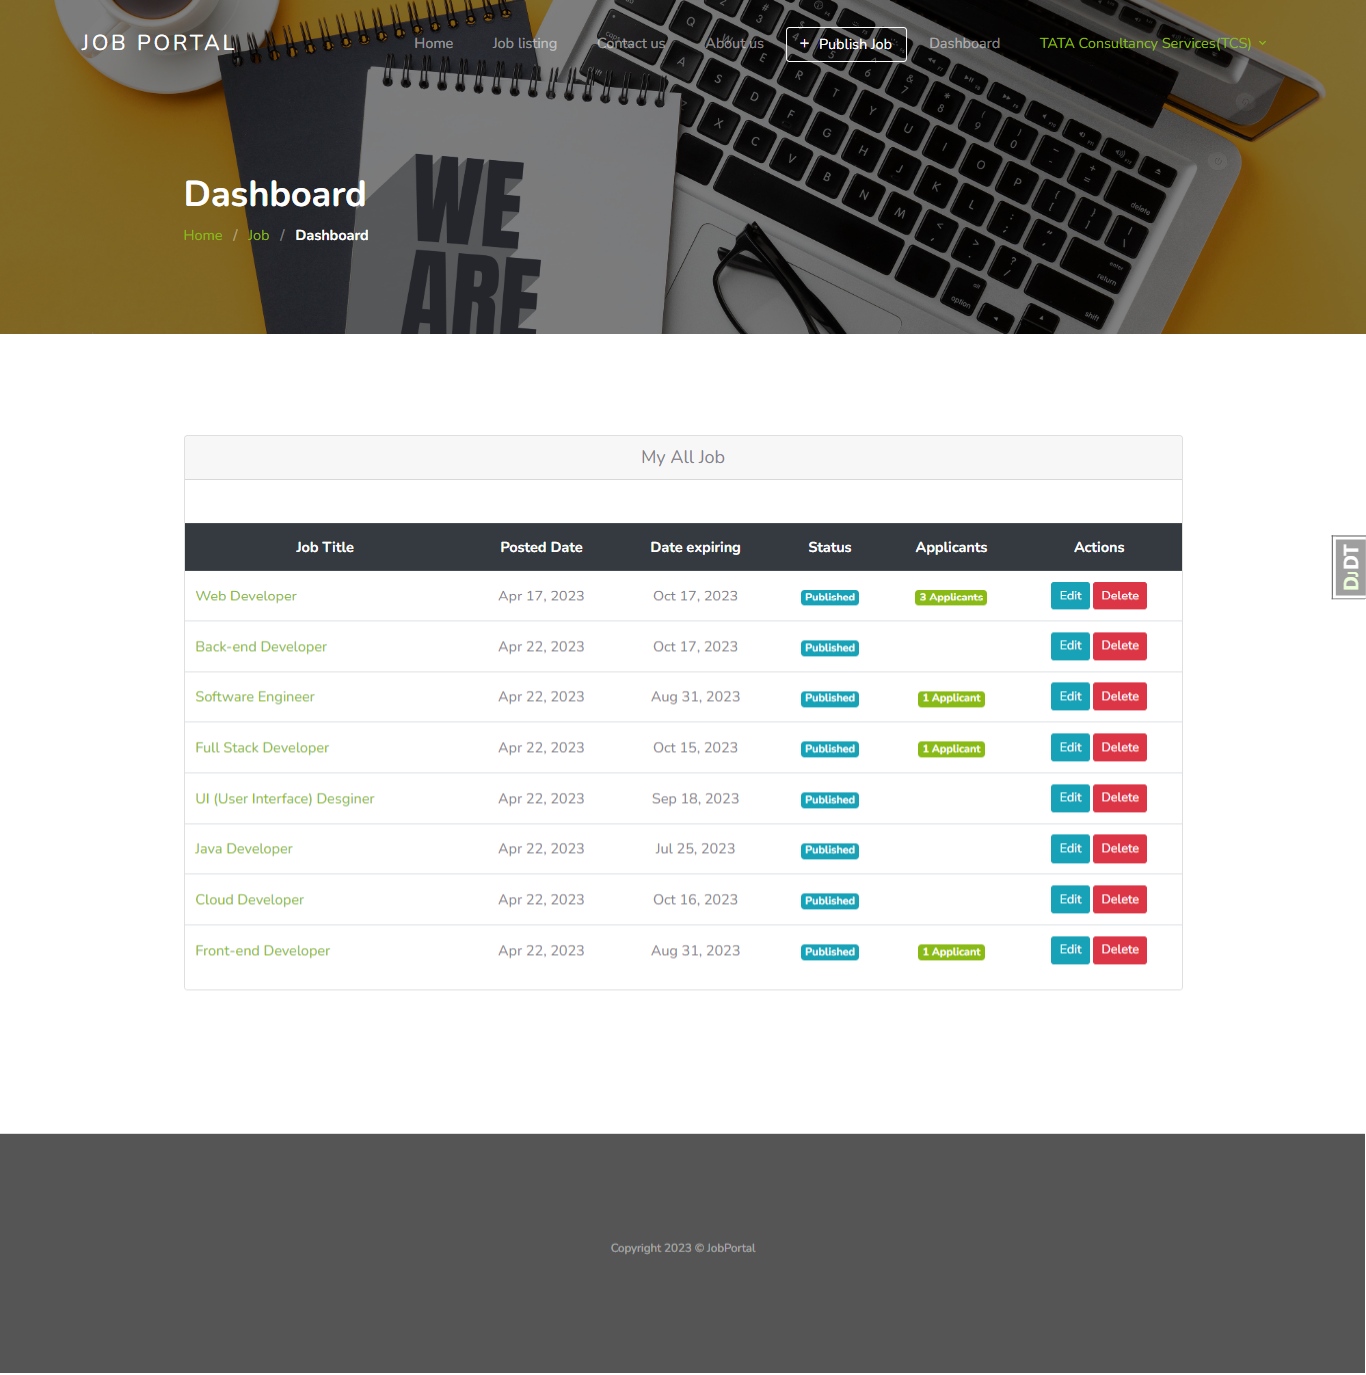 JOB PORTAL
Home Job listing Contact us About us + Publish Job Dashboard TATA Consultancy Services(TCS)
WE
ARE
Dashboard
Home / Job / Dashboard
My All Job
Job Title Posted Date Date expiring Status Applicants Actions
Web Developer Apr 17, 2023 Oct 17, 2023 Published 3 Applicants Edit Delete
Back-end Developer Apr 22, 2023 Oct 17, 2023 Published Edit Delete
Software Engineer Apr 22, 2023 Aug 31, 2023 Published 1 Applicant Edit Delete
Full Stack Developer Apr 22, 2023 Oct 15, 2023 Published 1 Applicant Edit Delete
UI (User Interface) Desginer Apr 22, 2023 Sep 18, 2023 Published Edit Delete
Java Developer Apr 22, 2023 Jul 25, 2023 Published Edit Delete
Cloud Developer Apr 22, 2023 Oct 16, 2023 Published Edit Delete
Front-end Developer Apr 22, 2023 Aug 31, 2023 Published 1 Applicant Edit Delete
DjDT
Copyright 2023 © JobPortal